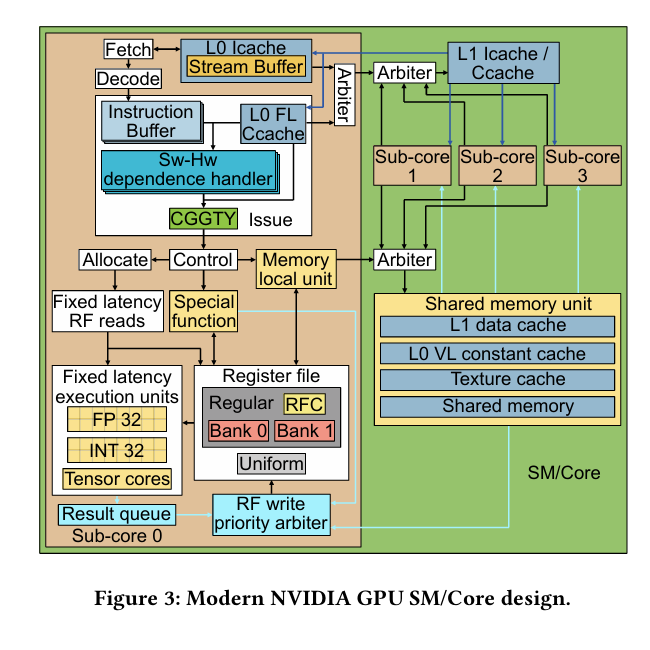 Fetch
L0 Icache
Stream Buffer
Decode
Arbiter
Arbiter
L1 Icache /
Ccache
Instruction
Buffer
L0 FL
Ccache
Sw-Hw
dependence handler
CGGTY
Issue
Sub-core
1
Sub-core
2
Sub-core
3
Allocate
Control
Memory
local unit
Arbiter
Fixed latency
RF reads
Special
function
Shared memory unit
L1 data cache
L0 VL constant cache
Texture cache
Shared memory
Fixed latency
execution units
FP 32
INT 32
Tensor cores
Register file
Regular
RFC
Bank 0
Bank 1
Uniform
SM/Core
Result queue
RF write
priority arbiter
Sub-core 0
Figure 3: Modern NVIDIA GPU SM/Core design.